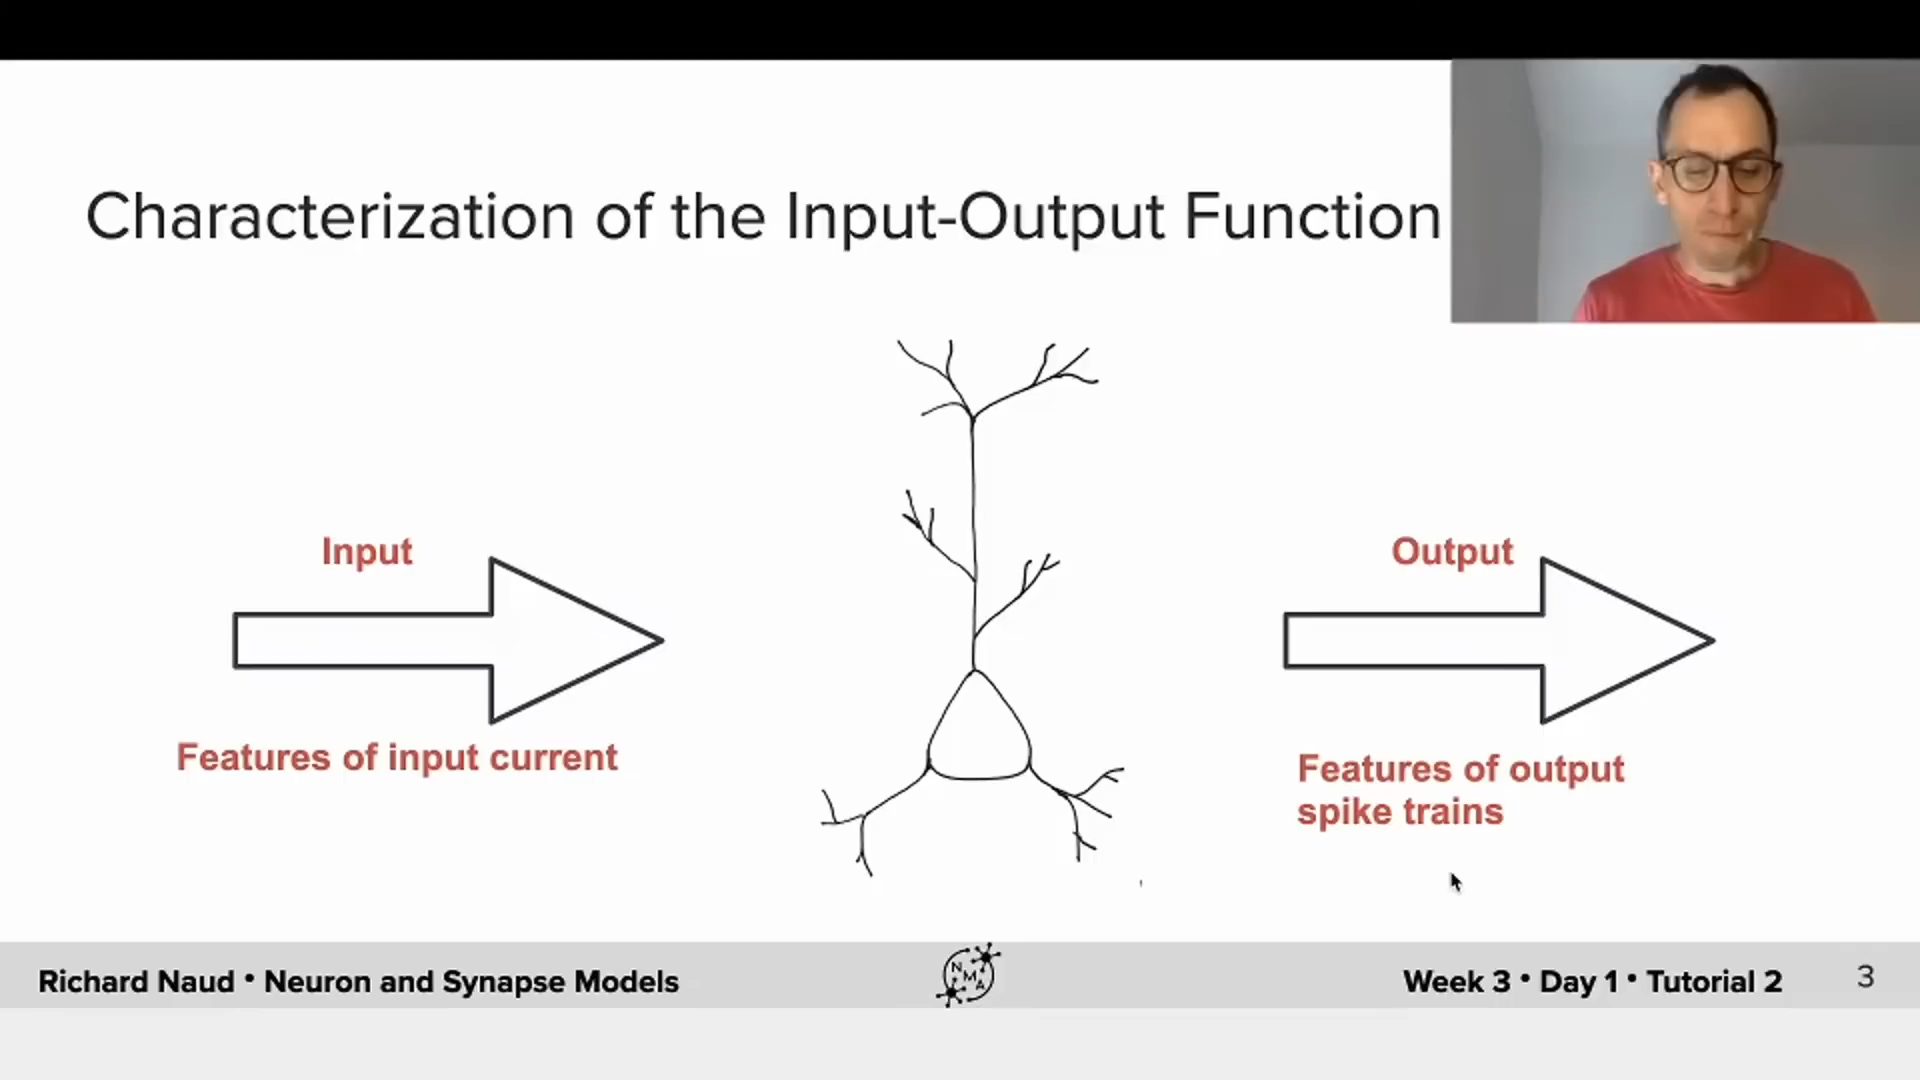 Characterization of the Input-Output Function
Input
Output
Features of input current
Features of output
spike trains
Richard Naud • Neuron and Synapse Models
N
M
A
Week 3 • Day 1 • Tutorial 2
3